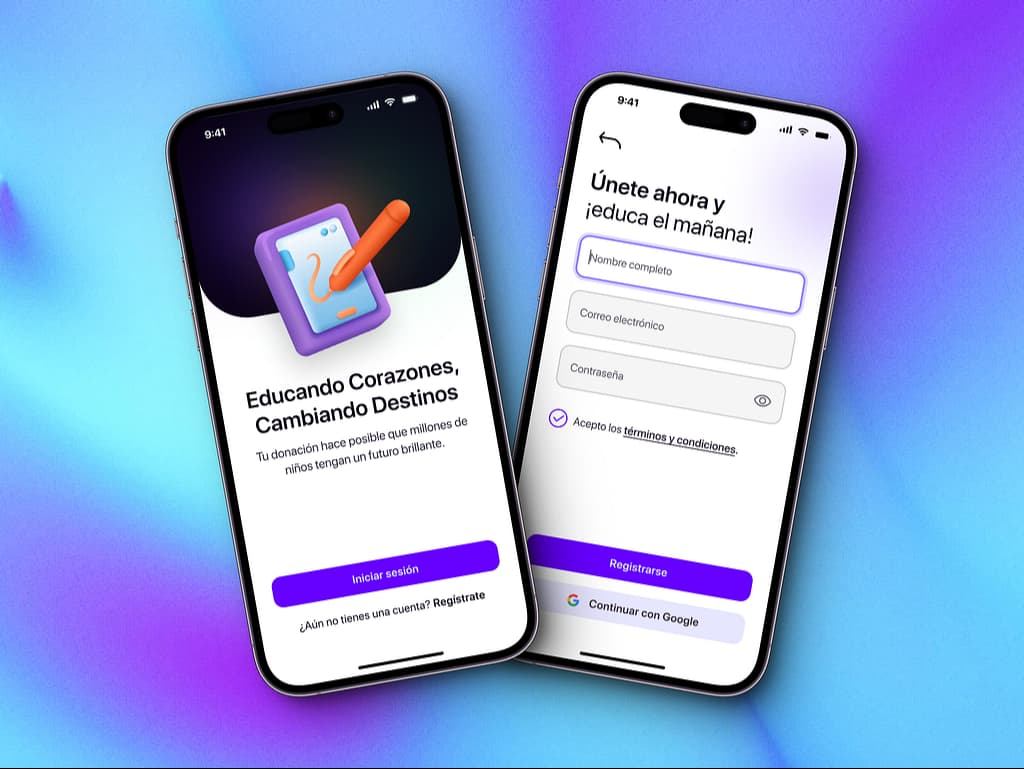 9:41
Educando Corazones,
Cambiando Destinos
Tu donación hace posible que millones de
niños tengan un futuro brillante.
Iniciar sesión
¿Aún no tienes una cuenta? Regístrate
9:41
Únete ahora y
¡educa el mañana!
Nombre completo
Correo electrónico
Contraseña
Acepto los términos y condiciones.
Registrarse
Continuar con Google